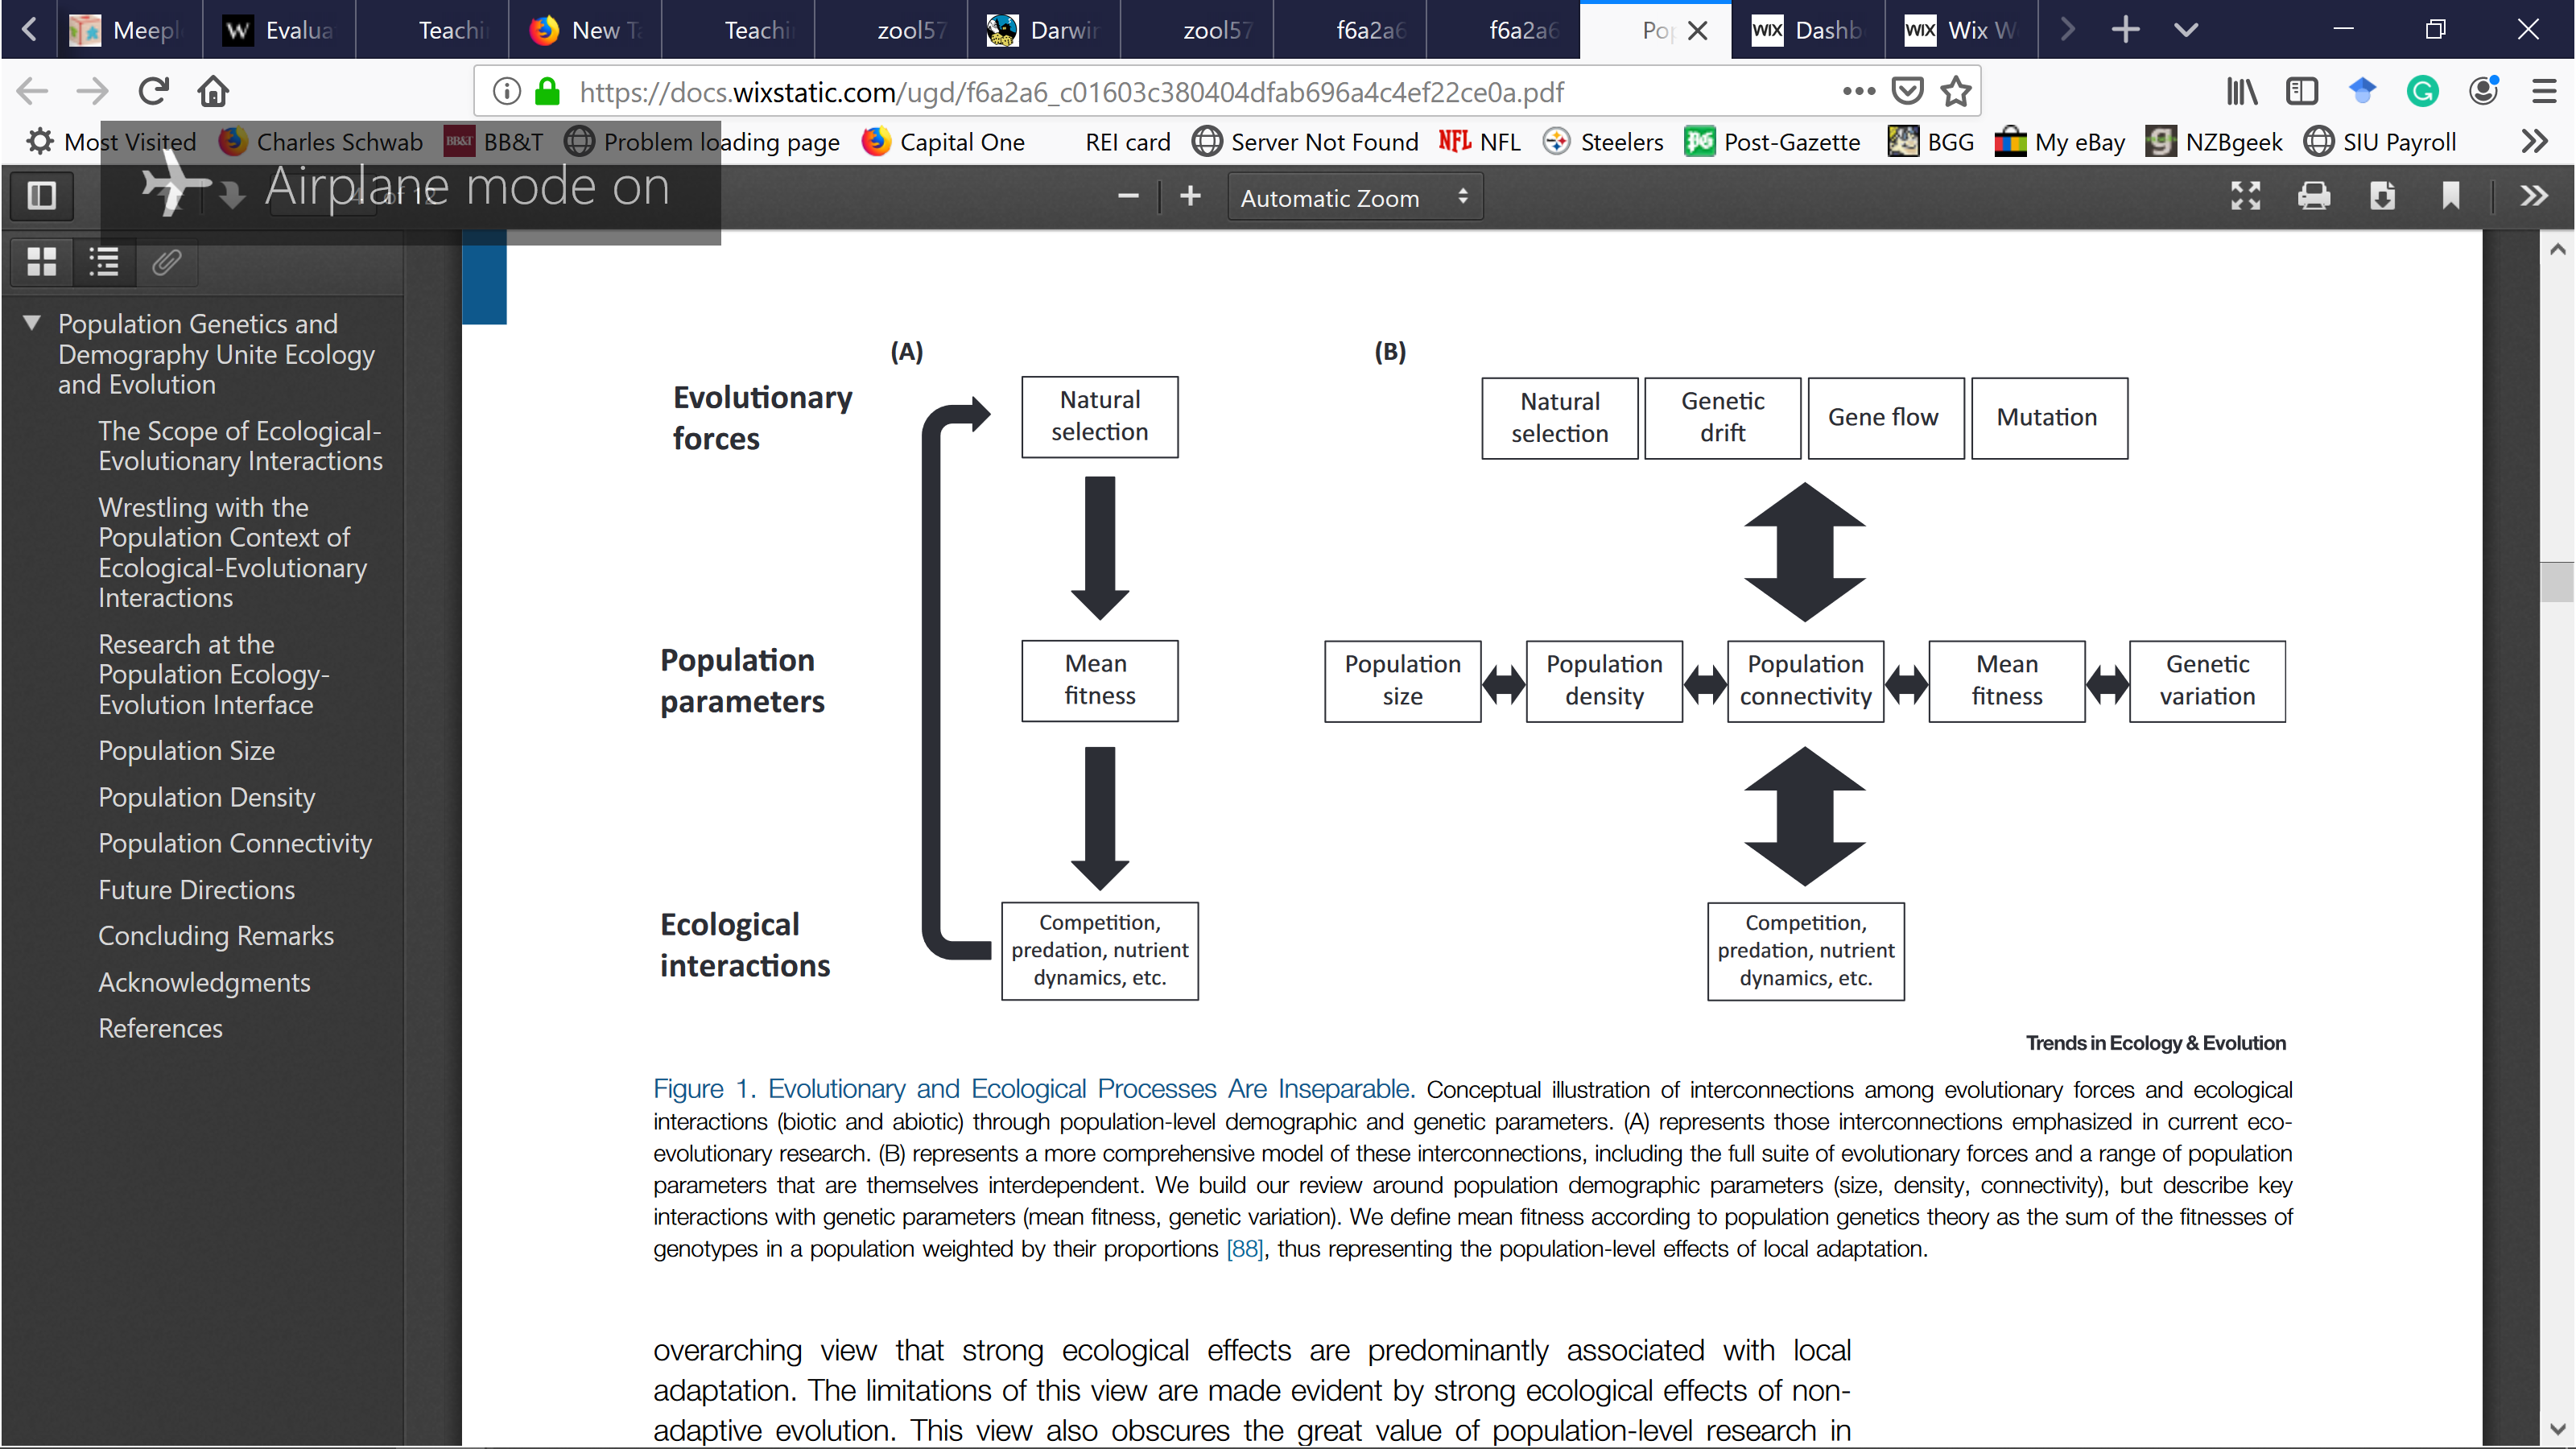 Meepl
Evalua
Teachi
New Ta
Teachi
zool57
Darwin
zool57
f6a2a6
f6a2a6
Pop
Dashb
Wix W
https://docs.wixstatic.com/ugd/f6a2a6_c01603c380404dfab696a4c4ef22ce0a.pdf
Most Visited Charles Schwab BB&T Problem loading page Capital One REI card Server Not Found NFL Steelers Post-Gazette BGG My eBay NZBgeek SIU Payroll
Airplane mode on
4 of 12
Automatic Zoom
Population Genetics and
Demography Unite Ecology
and Evolution
The Scope of Ecological-
Evolutionary Interactions
Wrestling with the
Population Context of
Ecological-Evolutionary
Interactions
Research at the
Population Ecology-
Evolution Interface
Population Size
Population Density
Population Connectivity
Future Directions
Concluding Remarks
Acknowledgments
References
(A)
(B)
Evolutionary
forces
Natural
selection
Natural
selection
Genetic
drift
Gene flow
Mutation
Population
parameters
Mean
fitness
Population
size
Population
density
Population
connectivity
Mean
fitness
Genetic
variation
Ecological
interactions
Competition,
predation, nutrient
dynamics, etc.
Competition,
predation, nutrient
dynamics, etc.
Trends in Ecology & Evolution
Figure 1. Evolutionary and Ecological Processes Are Inseparable. Conceptual illustration of interconnections among evolutionary forces and ecological
interactions (biotic and abiotic) through population-level demographic and genetic parameters. (A) represents those interconnections emphasized in current eco-
evolutionary research. (B) represents a more comprehensive model of these interconnections, including the full suite of evolutionary forces and a range of population
parameters that are themselves interdependent. We build our review around population demographic parameters (size, density, connectivity), but describe key
interactions with genetic parameters (mean fitness, genetic variation). We define mean fitness according to population genetics theory as the sum of the fitnesses of
genotypes in a population weighted by their proportions [88], thus representing the population-level effects of local adaptation.
overarching view that strong ecological effects are predominantly associated with local
adaptation. The limitations of this view are made evident by strong ecological effects of non-
adaptive evolution. This view also obscures the great value of population-level research in